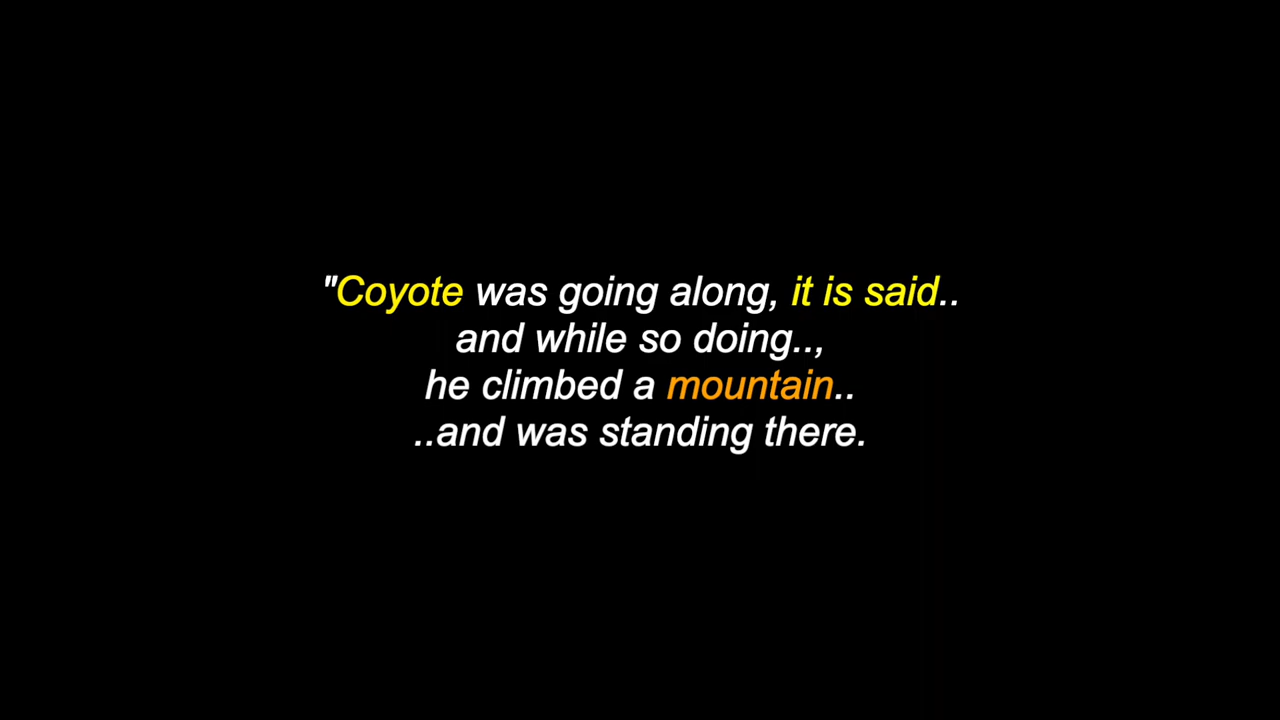 "Coyote was going along, it is said..
and while so doing..,
he climbed a mountain..
..and was standing there.